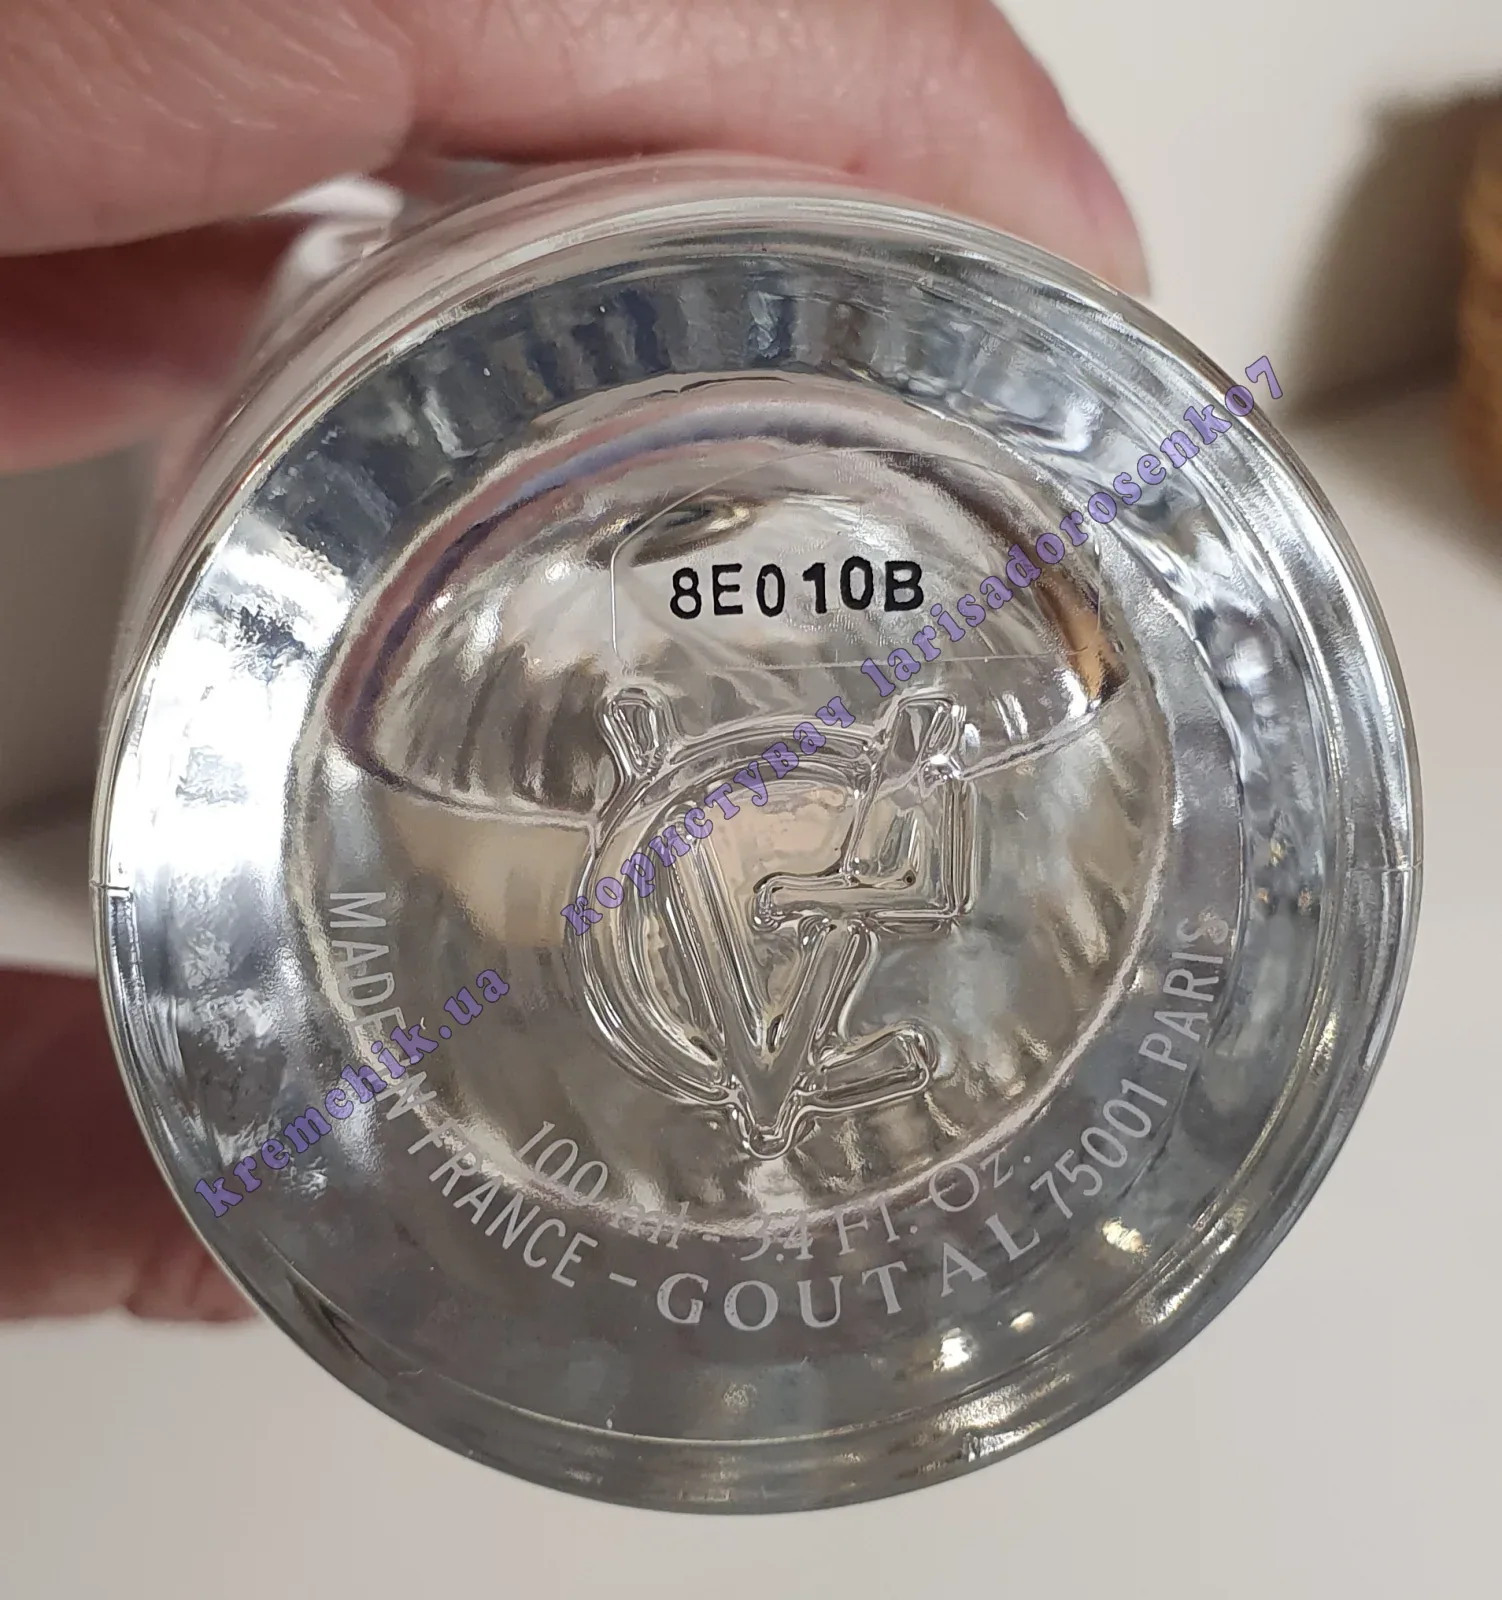 8E010B
100 ml - 3.4 Fl. Oz.
MADE IN FRANCE - GOUTAL 75001 PARIS
kremchik.ua користувач larisadorosenko7